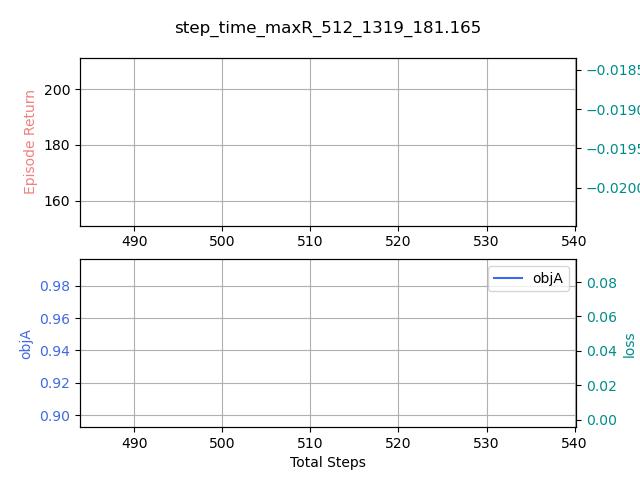 step_time_maxR_512_1319_181.165
Episode Return
200
180
160
−0.0185
−0.0190
−0.0195
−0.0200
490 500 510 520 530 540
objA
0.98
0.96
0.94
0.92
0.90
objA
0.08
0.06
0.04
0.02
0.00
loss
490 500 510 520 530 540
Total Steps